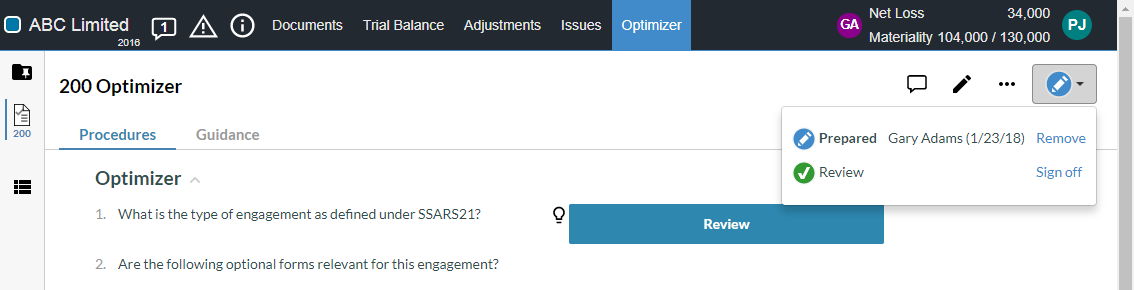 ABC Limited
2016
1
Documents Trial Balance Adjustments Issues Optimizer
GA
Net Loss 34,000
Materiality 104,000 / 130,000
PJ
200 Optimizer
200
Procedures Guidance
Prepared Gary Adams (1/23/18) Remove
Review Sign off
Optimizer
1. What is the type of engagement as defined under SSARS21?
Review
2. Are the following optional forms relevant for this engagement?